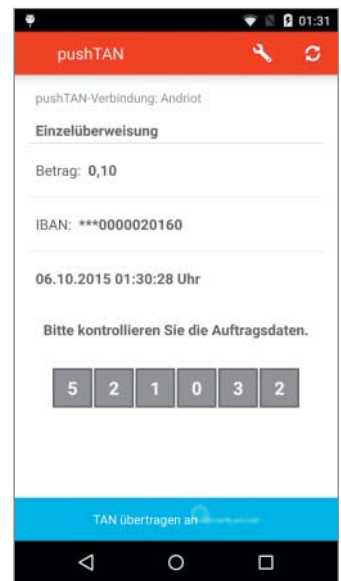 01:31
pushTAN
pushTAN-Verbindung: Andriot
Einzelüberweisung
Betrag: 0,10
IBAN: ***0000020160
06.10.2015 01:30:28 Uhr
Bitte kontrollieren Sie die Auftragsdaten.
5 2 1 0 3 2
TAN übertragen an